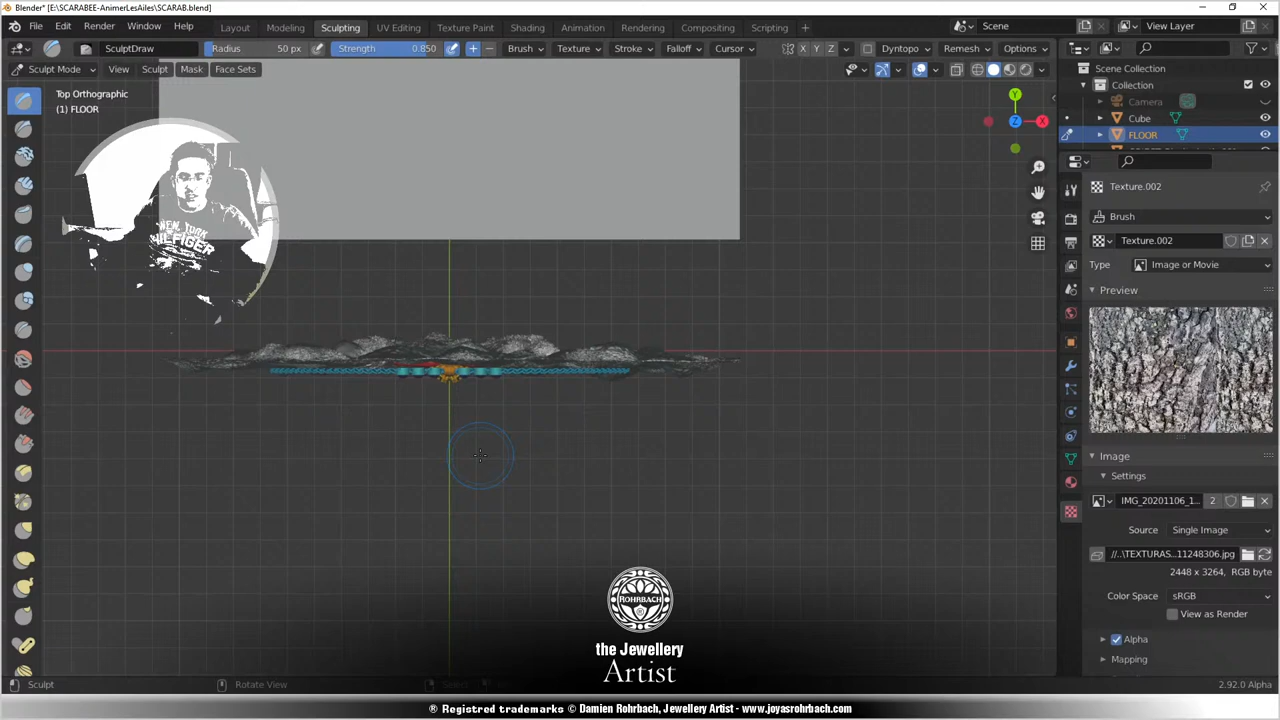 Blender* [E:\SCARABEE-AnimerLesAiles\SCARAB.blend]
File Edit Render Window Help Layout Modeling Sculpting UV Editing Texture Paint Shading Animation Rendering Compositing Scripting + Scene View Layer
SculptDraw Radius 50 px Strength 0.850 Brush Texture Stroke Falloff Cursor X Y Z Dyntopo Remesh Options
Sculpt Mode View Sculpt Mask Face Sets
Scene Collection
Collection
Camera
Cube
FLOOR
Top Orthographic
(1) FLOOR
Y
Z
X
Texture.002
Brush
Texture.002
Type Image or Movie
Preview
Image
Settings
IMG_20201106_1... 2
Source Single Image
//..\TEXTURAS...11248306.jpg
2448 x 3264, RGB byte
Color Space sRGB
View as Render
Alpha
Mapping
NEW YORK
HILFIGER
ROHRBACH
the Jewellery
Artist
Sculpt Rotate View Select 2.92.0 Alpha
® Registered trademarks © Damien Rohrbach, Jewellery Artist - www.joyasrohrbach.com